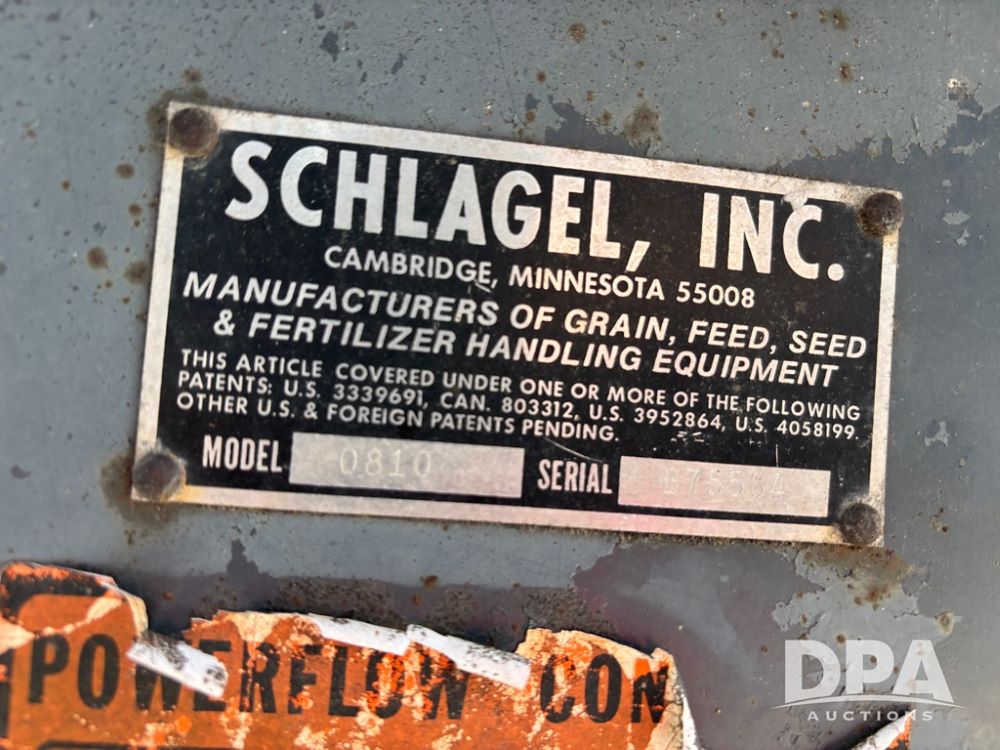 SCHLAGEL, INC.
CAMBRIDGE, MINNESOTA 55008
MANUFACTURERS OF GRAIN, FEED, SEED
& FERTILIZER HANDLING EQUIPMENT
THIS ARTICLE COVERED UNDER ONE OR MORE OF THE FOLLOWING
PATENTS: U.S. 3339691, CAN. 803312, U.S. 3952864, U.S. 4058199.
OTHER U.S. & FOREIGN PATENTS PENDING.
MODEL 0810 SERIAL B75584
POWERFLOW CON
DPA
AUCTIONS